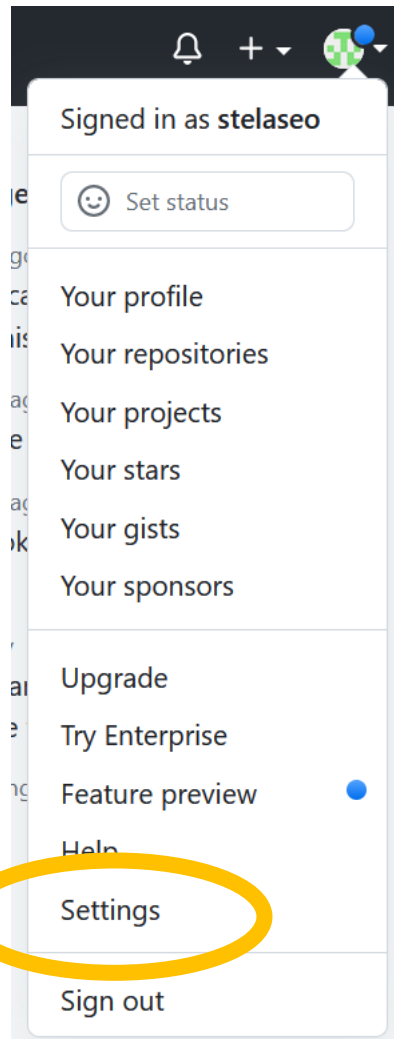 Signed in as stelaseo
Set status
Your profile
Your repositories
Your projects
Your stars
Your gists
Your sponsors
Upgrade
Try Enterprise
Feature preview
Help
Settings
Sign out